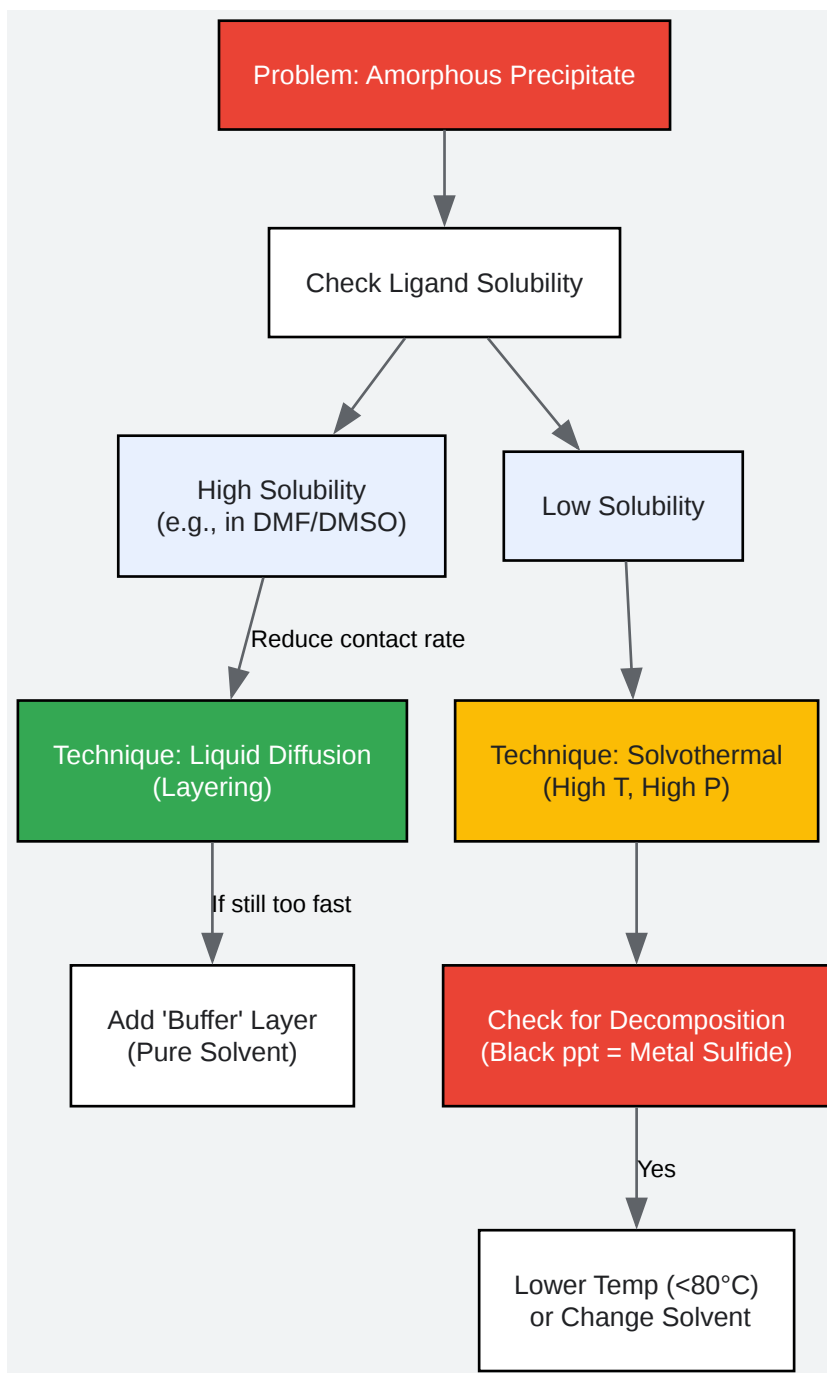 Problem: Amorphous Precipitate
Check Ligand Solubility
High Solubility
(e.g., in DMF/DMSO)
Low Solubility
Reduce contact rate
Technique: Liquid Diffusion
(Layering)
Technique: Solvothermal
(High T, High P)
If still too fast
Add 'Buffer' Layer
(Pure Solvent)
Check for Decomposition
(Black ppt = Metal Sulfide)
Yes
Lower Temp (<80°C)
or Change Solvent